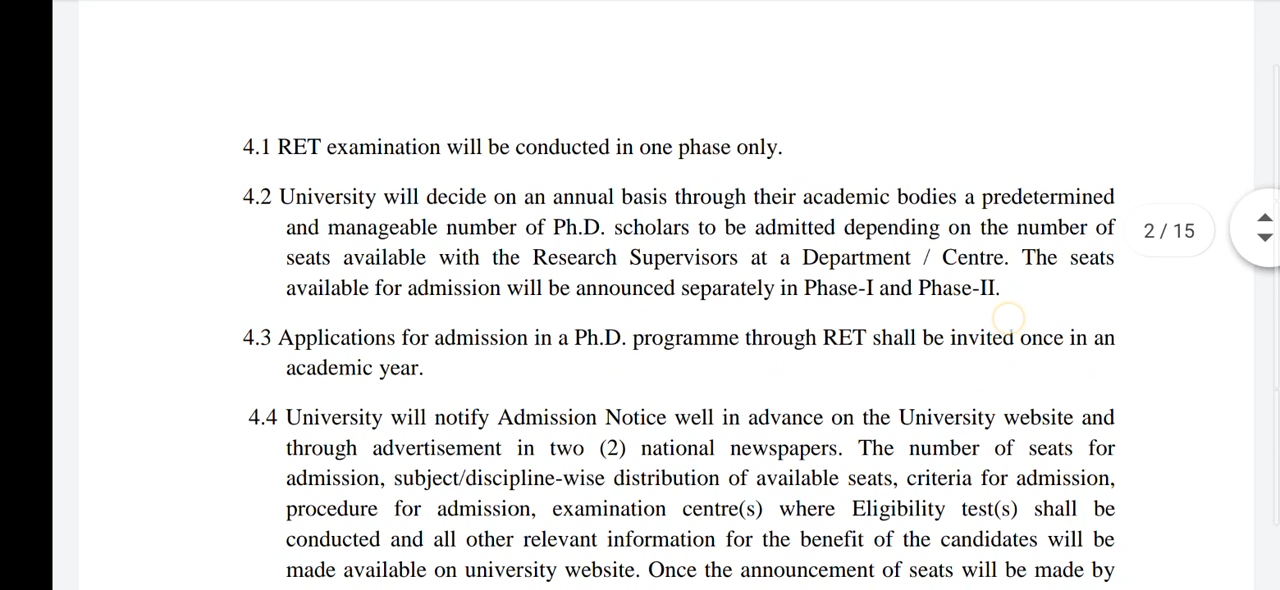 4.1 RET examination will be conducted in one phase only.
4.2 University will decide on an annual basis through their academic bodies a predetermined
and manageable number of Ph.D. scholars to be admitted depending on the number of
seats available with the Research Supervisors at a Department / Centre. The seats
available for admission will be announced separately in Phase-I and Phase-II.
2 / 15
4.3 Applications for admission in a Ph.D. programme through RET shall be invited once in an
academic year.
4.4 University will notify Admission Notice well in advance on the University website and
through advertisement in two (2) national newspapers. The number of seats for
admission, subject/discipline-wise distribution of available seats, criteria for admission,
procedure for admission, examination centre(s) where Eligibility test(s) shall be
conducted and all other relevant information for the benefit of the candidates will be
made available on university website. Once the announcement of seats will be made by